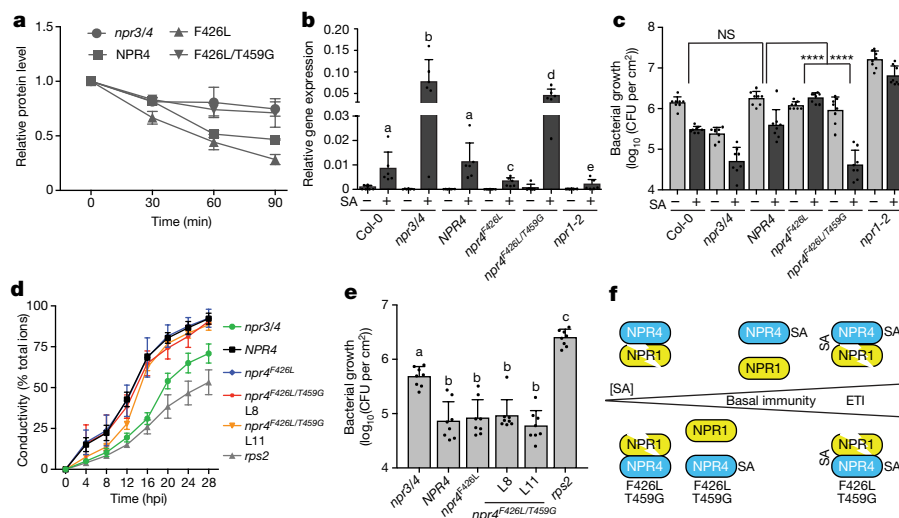 a
npr3/4
F426L
NPR4
F426L/T459G
Relative protein level
1.5
1.0
0.5
0
0
30
60
90
Time (min)
b
Relative gene expression
0.20
0.15
0.10
0.05
0.02
0.01
0
a
b
a
c
d
e
SA
– + – + – + – + – + – +
Col-0
npr3/4
NPR4
npr4F426L
npr4F426L/T459G
npr1-2
c
Bacterial growth
(log10 (CFU per cm2))
8
7
6
5
4
NS
**** ****
SA
– + – + – + – + – + – +
Col-0
npr3/4
NPR4
npr4F426L
npr4F426L/T459G
npr1-2
d
Conductivity (% total ions)
100
75
50
25
0
0 4 8 12 16 20 24 28
Time (hpi)
npr3/4
NPR4
npr4F426L
npr4F426L/T459G
L8
npr4F426L/T459G
L11
rps2
e
Bacterial growth
(log10(CFU per cm2))
7
6
5
4
a
b
b
b
b
c
npr3/4
NPR4
npr4F426L
L8
L11
npr4F426L/T459G
rps2
f
NPR4
NPR1
NPR4 SA
NPR1
SA
NPR4 SA
NPR1
[SA]
Basal immunity
ETI
NPR1
NPR4
F426L
T459G
NPR1
NPR4 SA
F426L
T459G
SA
NPR1
NPR4 SA
F426L
T459G